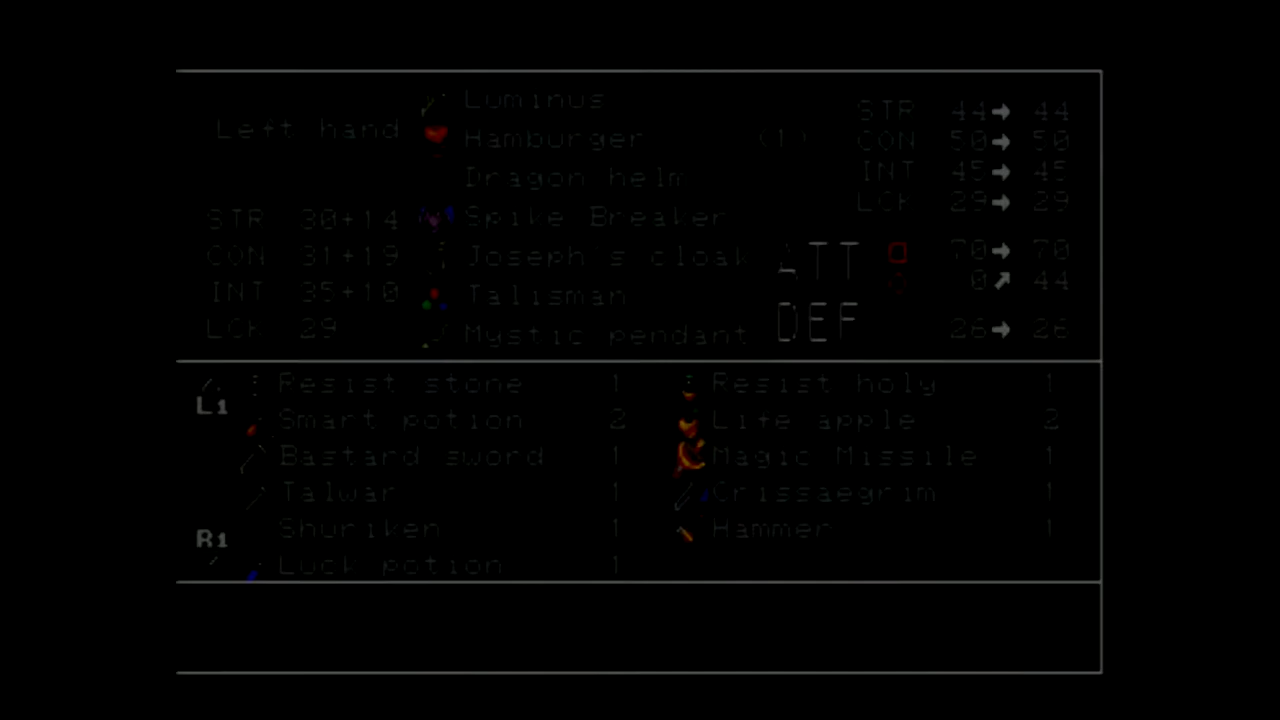 Left hand
Luminus
Hamburger (1)
Dragon helm
Spike Breaker
Joseph s cloak
Talisman
Mystic pendant
STR 30+14
CON 31+19
INT 35+10
LCK 29
STR 44→ 44
CON 50→ 50
INT 45→ 45
LCK 29→ 29
ATT 70→ 70
0↗ 44
DEF 26→ 26
L1
R1
Resist stone 1
Smart potion 2
Bastard sword 1
Talwar 1
Shuriken 1
Luck potion 1
Resist holy 1
Life apple 2
Magic Missile 1
Crissaegrim 1
Hammer 1